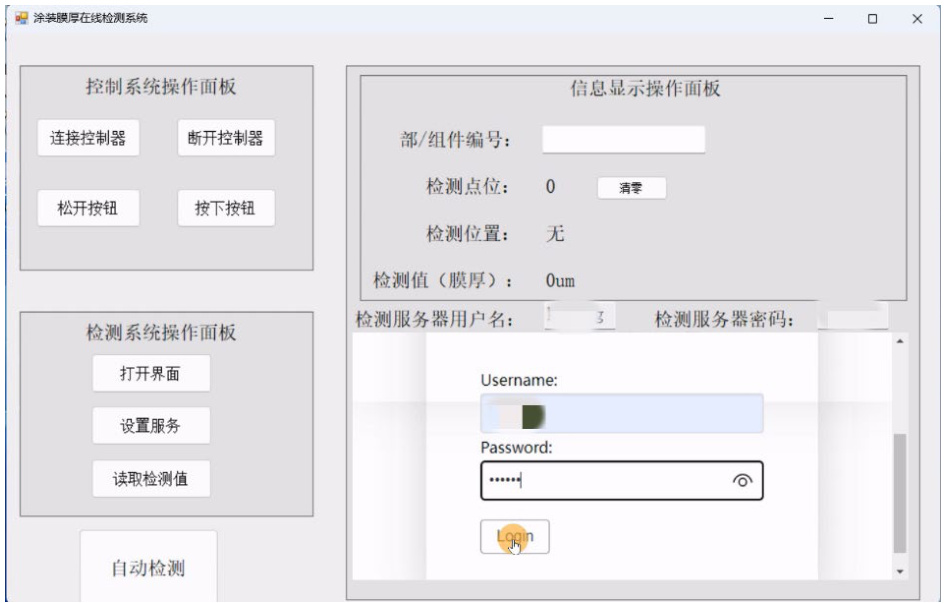 涂装膜厚在线检测系统
控制系统操作面板
连接控制器 断开控制器
松开按钮 按下按钮
检测系统操作面板
打开界面
设置服务
读取检测值
自动检测
信息显示操作面板
部/组件编号:
检测点位: 0 清零
检测位置: 无
检测值（膜厚）: 0um
检测服务器用户名: 检测服务器密码:
Username:
Password:
••••••
Login